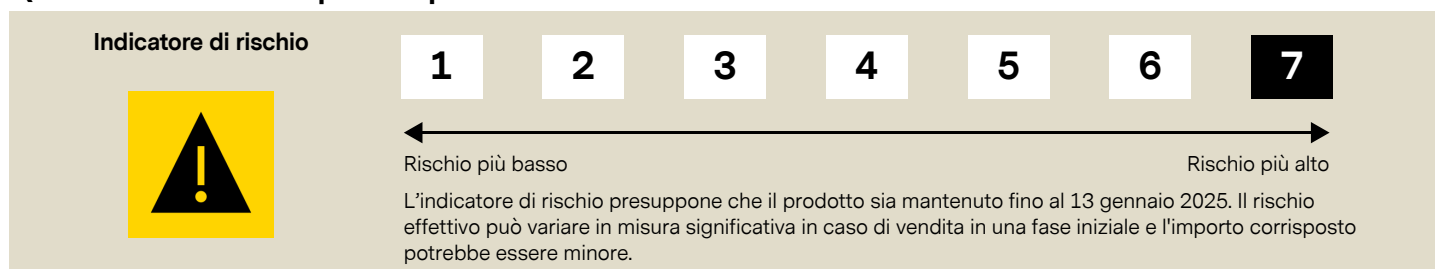 Indicatore di rischio
1 2 3 4 5 6 7
Rischio più basso Rischio più alto
L'indicatore di rischio presuppone che il prodotto sia mantenuto fino al 13 gennaio 2025. Il rischio
effettivo può variare in misura significativa in caso di vendita in una fase iniziale e l'importo corrisposto
potrebbe essere minore.